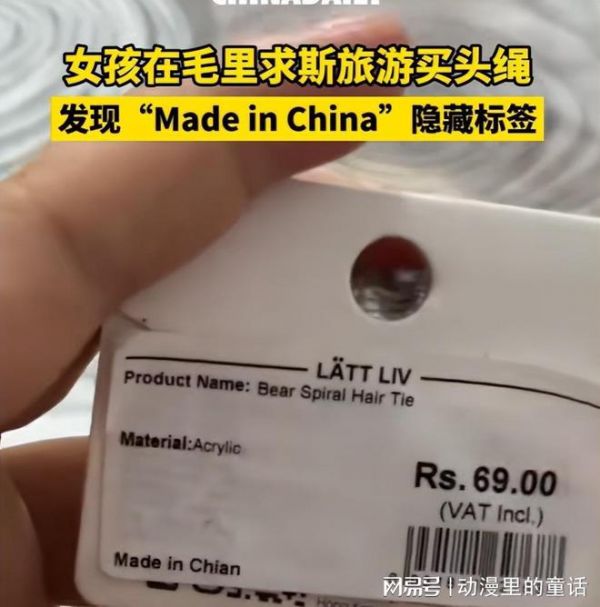 CHINADAILY
女孩在毛里求斯旅游买头绳
发现“Made in China”隐藏标签
LÄTT LIV
Product Name: Bear Spiral Hair Tie
Material:Acrylic
Rs. 69.00
(VAT Incl.)
Made in Chian
网易号 | 动漫里的童话